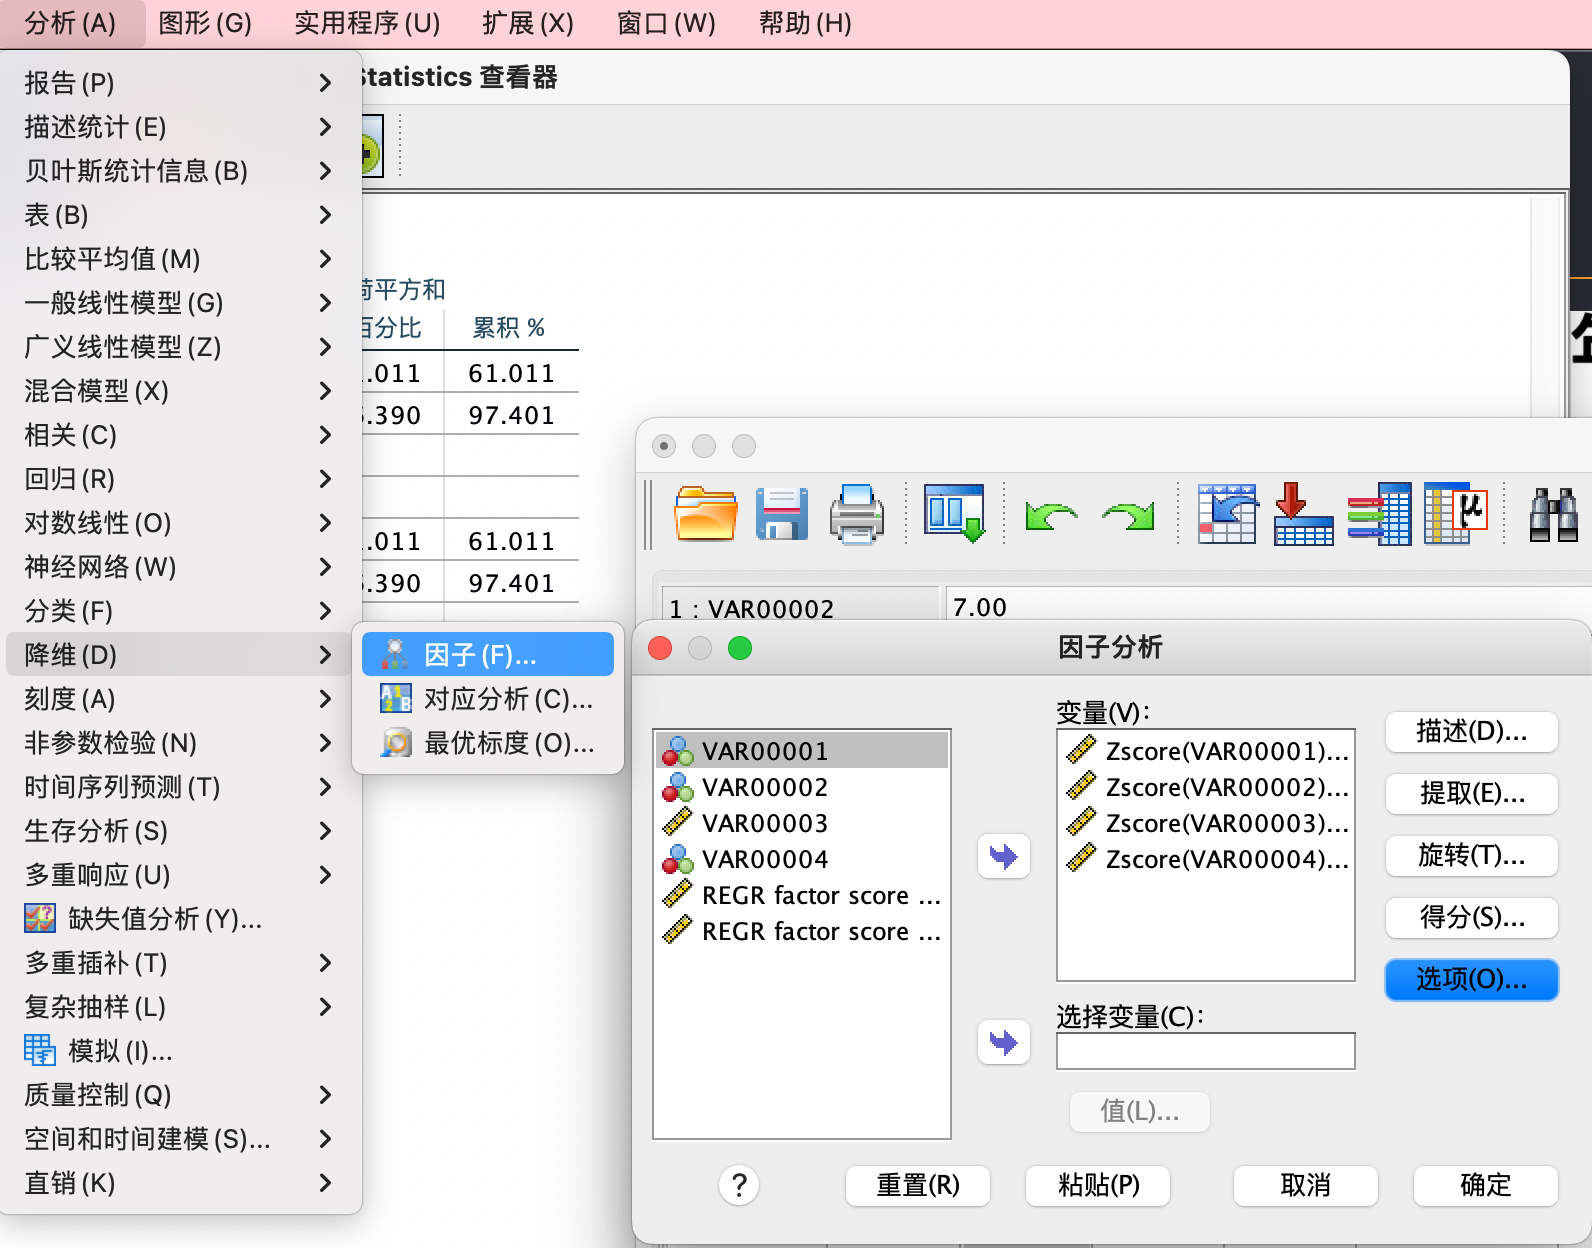 分析(A) 图形(G) 实用程序(U) 扩展(X) 窗口(W) 帮助(H)
报告(P)
描述统计(E)
贝叶斯统计信息(B)
表(B)
比较平均值(M)
一般线性模型(G)
广义线性模型(Z)
混合模型(X)
相关(C)
回归(R)
对数线性(O)
神经网络(W)
分类(F)
降维(D)
刻度(A)
非参数检验(N)
时间序列预测(T)
生存分析(S)
多重响应(U)
缺失值分析(Y)...
多重插补(T)
复杂抽样(L)
模拟(I)...
质量控制(Q)
空间和时间建模(S)...
直销(K)
因子(F)...
对应分析(C)...
最优标度(O)...
Statistics 查看器
荷平方和
百分比 累积 %
.011 61.011
.390 97.401
.011 61.011
.390 97.401
1 : VAR00002 7.00
因子分析
VAR00001
VAR00002
VAR00003
VAR00004
REGR factor score ...
REGR factor score ...
变量(V):
Zscore(VAR00001)...
Zscore(VAR00002)...
Zscore(VAR00003)...
Zscore(VAR00004)...
选择变量(C):
值(L)...
描述(D)...
提取(E)...
旋转(T)...
得分(S)...
选项(O)...
? 重置(R) 粘贴(P) 取消 确定